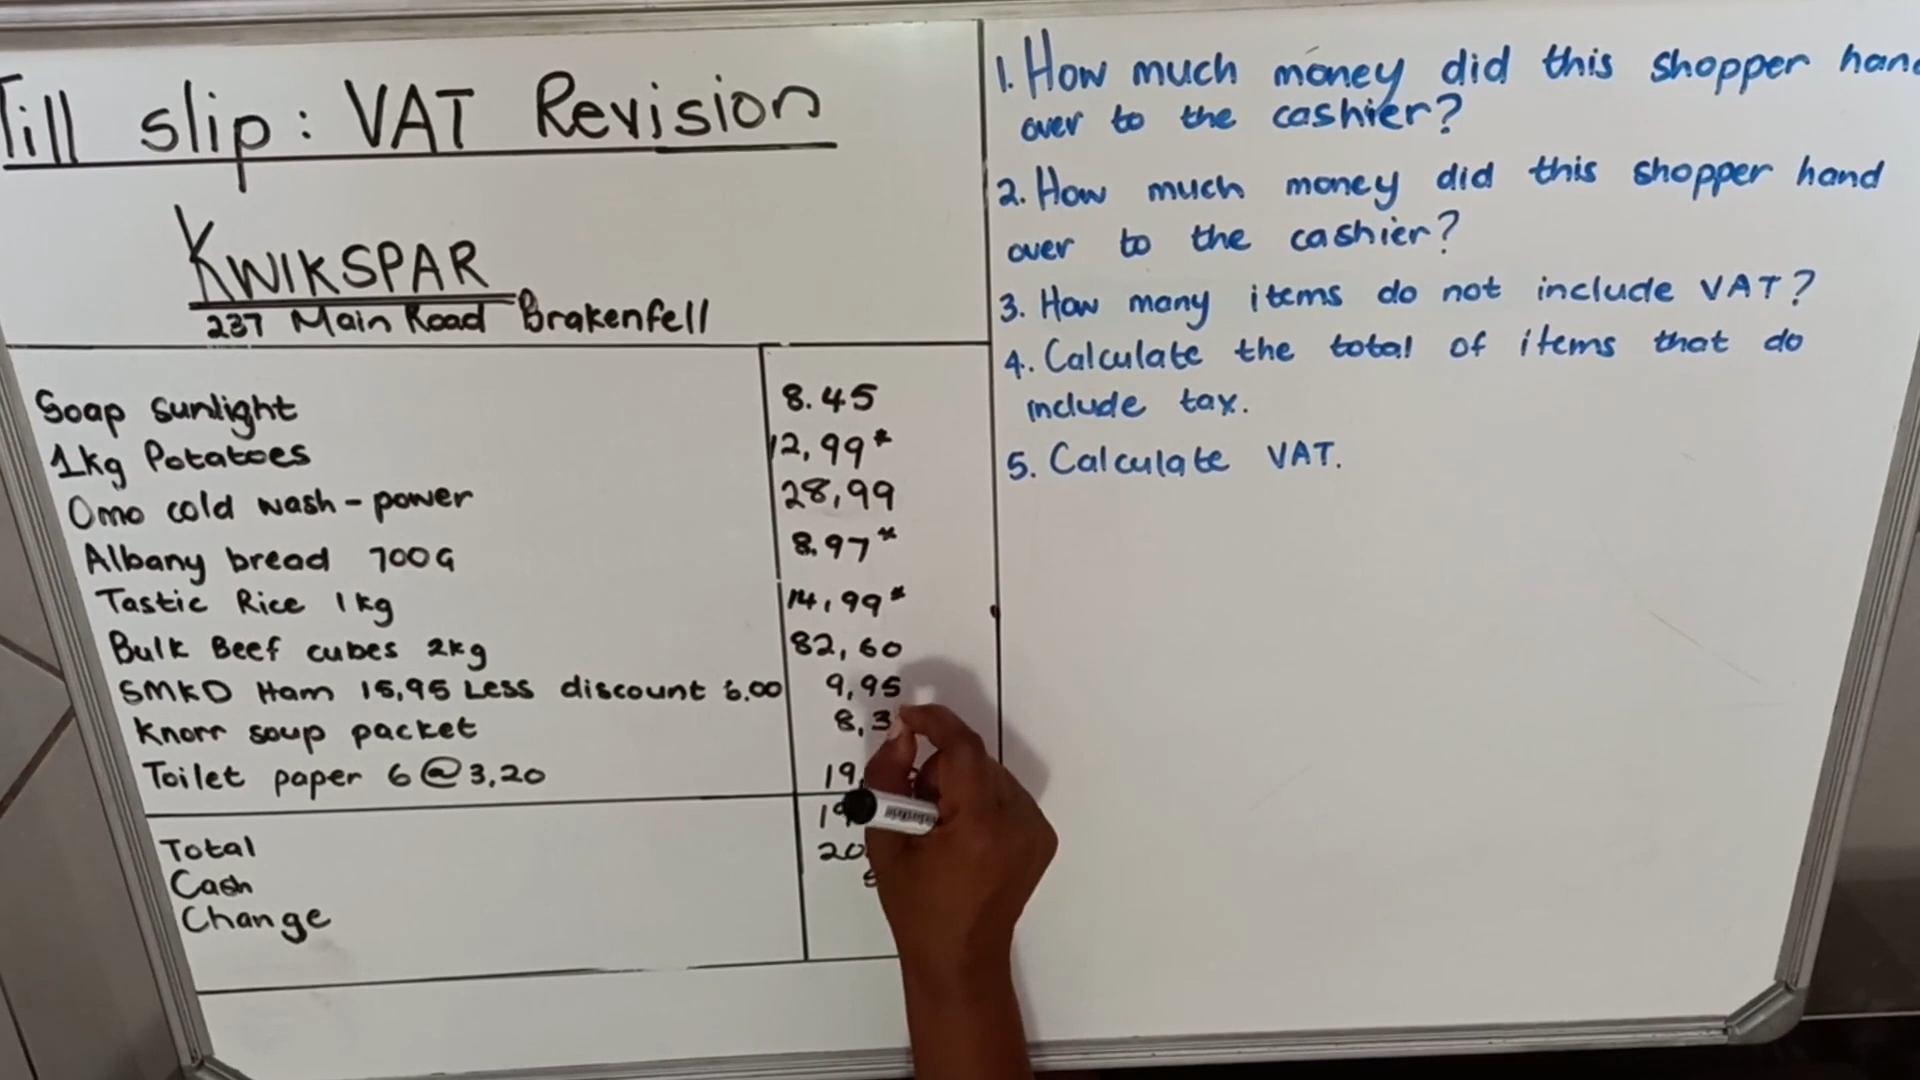 Till slip: VAT Revision
KWIKSPAR
237 Main Road Brakenfell
Soap sunlight 8.45
1kg Potatoes 12,99*
Omo cold wash-power 28,99
Albany bread 700G 8.97*
Tastic Rice 1kg 14,99*
Bulk Beef cubes 2kg 82,60
SMKD Ham 15,95 Less discount 6.00 9,95
Knorr soup packet 8,3
Toilet paper 6@3,20 19,
Total 19
Cash 20
Change
1. How much money did this shopper hand
over to the cashier?
2. How much money did this shopper hand
over to the cashier?
3. How many items do not include VAT?
4. Calculate the total of items that do
include tax.
5. Calculate VAT.